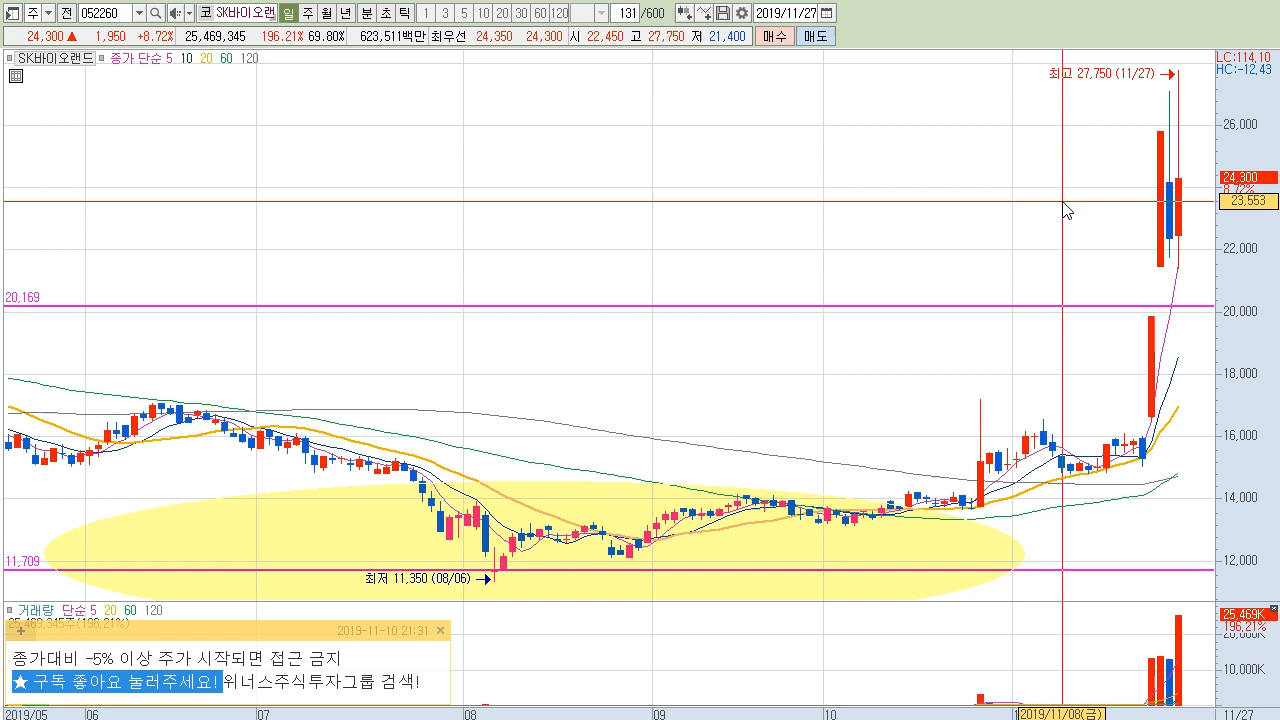 주 전 052260 코 SK바이오랜 일 주 월 년 분 초 틱 1 3 5 10 20 30 60 120 131 /600 2019/11/27
24,300 ▲ 1,950 +8.72% 25,469,345 196.21% 69.80% 623,511백만 최우선 24,350 24,300 시 22,450 고 27,750 저 21,400 매수 매도
SK바이오랜드 종가 단순 5 10 20 60 120
LC:114.10
HC:-12.43
최고 27,750 (11/27)
26,000
24,300
8.72%
23,553
22,000
20,169
20,000
18,000
16,000
14,000
12,000
11,709
최저 11,350 (08/06)
거래량 단순 5 20 60 120
25,469,345주(196.21%)
25,469K
196.21%
20,000K
10,000K
+ 2019-11-10 21:31 ×
종가대비 -5% 이상 주가 시작되면 접근 금지
★ 구독 좋아요 눌러주세요! 위너스주식투자그룹 검색!
2019/05 06 07 08 09 10 2019/11/08(금) 11/27